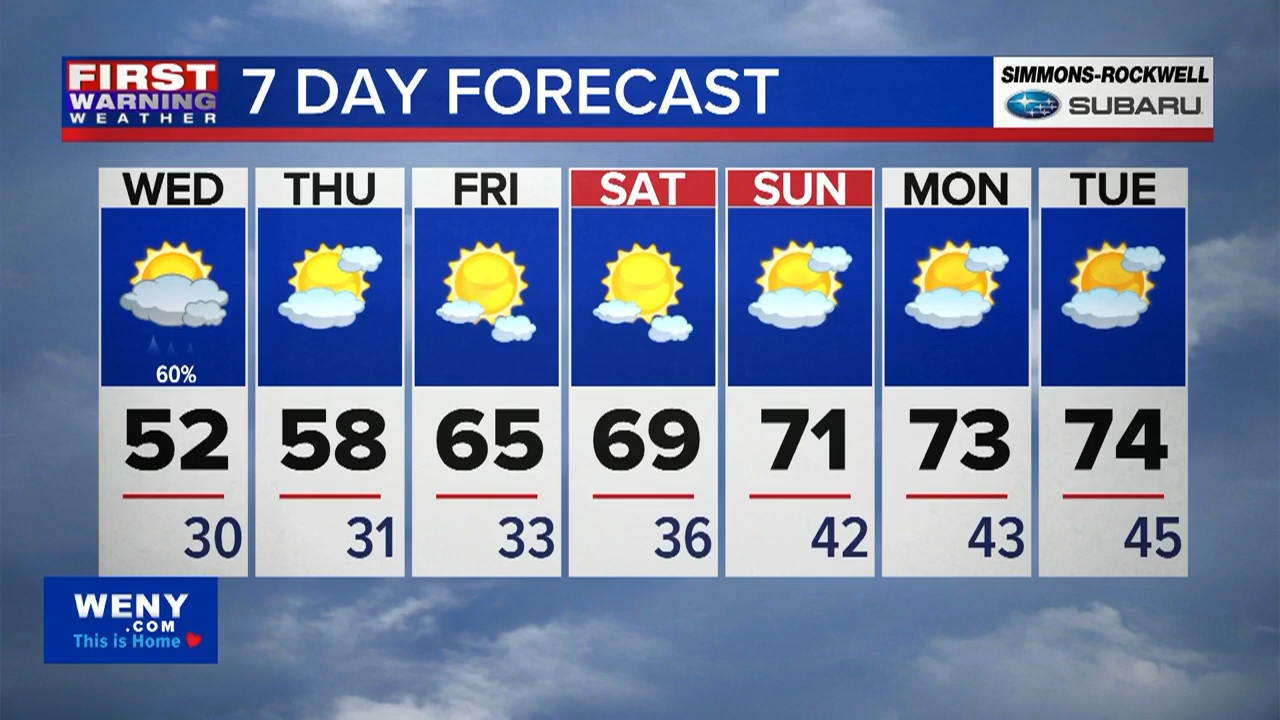 FIRST
WARNING
WEATHER
7 DAY FORECAST
SIMMONS-ROCKWELL
SUBARU
WED THU FRI SAT SUN MON TUE
60%
52 58 65 69 71 73 74
30 31 33 36 42 43 45
WENY
.COM
This is Home